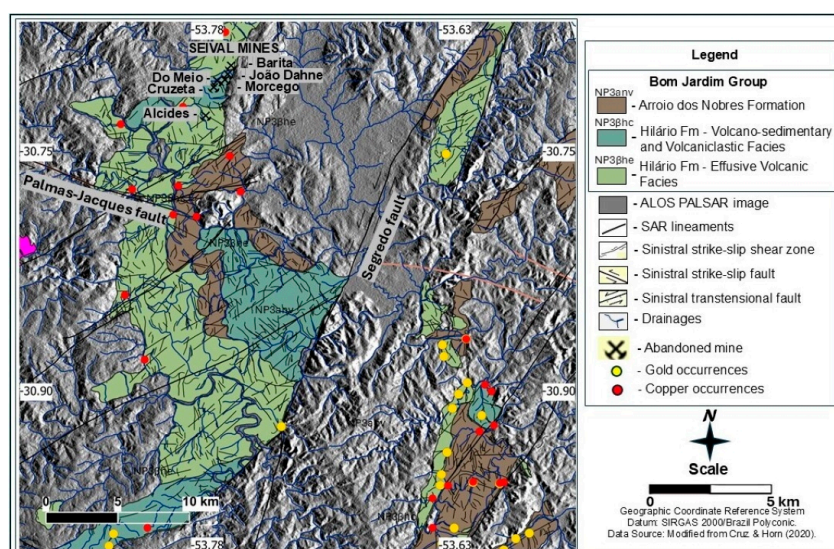 -53.78
-53.63
SEIVAL MINES
Barita
Do Meio
João Dahne
Cruzeta
Morcego
Alcides
NP3βhe
-30.75
-30.75
Palmas-Jacques fault
Segredo fault
NP3βhe
NP3anv
-30.90
-30.90
NP3anv
NP3βhe
0 5 10 km
-53.78
-53.63
Legend
Bom Jardim Group
NP3anv
- Arroio dos Nobres Formation
NP3βhc
- Hilário Fm - Volcano-sedimentary
and Volcaniclastic Facies
NP3βhe
- Hilário Fm - Effusive Volcanic
Facies
- ALOS PALSAR image
- SAR lineaments
- Sinistral strike-slip shear zone
- Sinistral strike-slip fault
- Sinistral transtensional fault
- Drainages
- Abandoned mine
- Gold occurrences
- Copper occurrences
N
Scale
0 5 km
Geographic Coordinate Reference System
Datum: SIRGAS 2000/Brazil Polyconic.
Data Source: Modified from Cruz & Horn (2020).